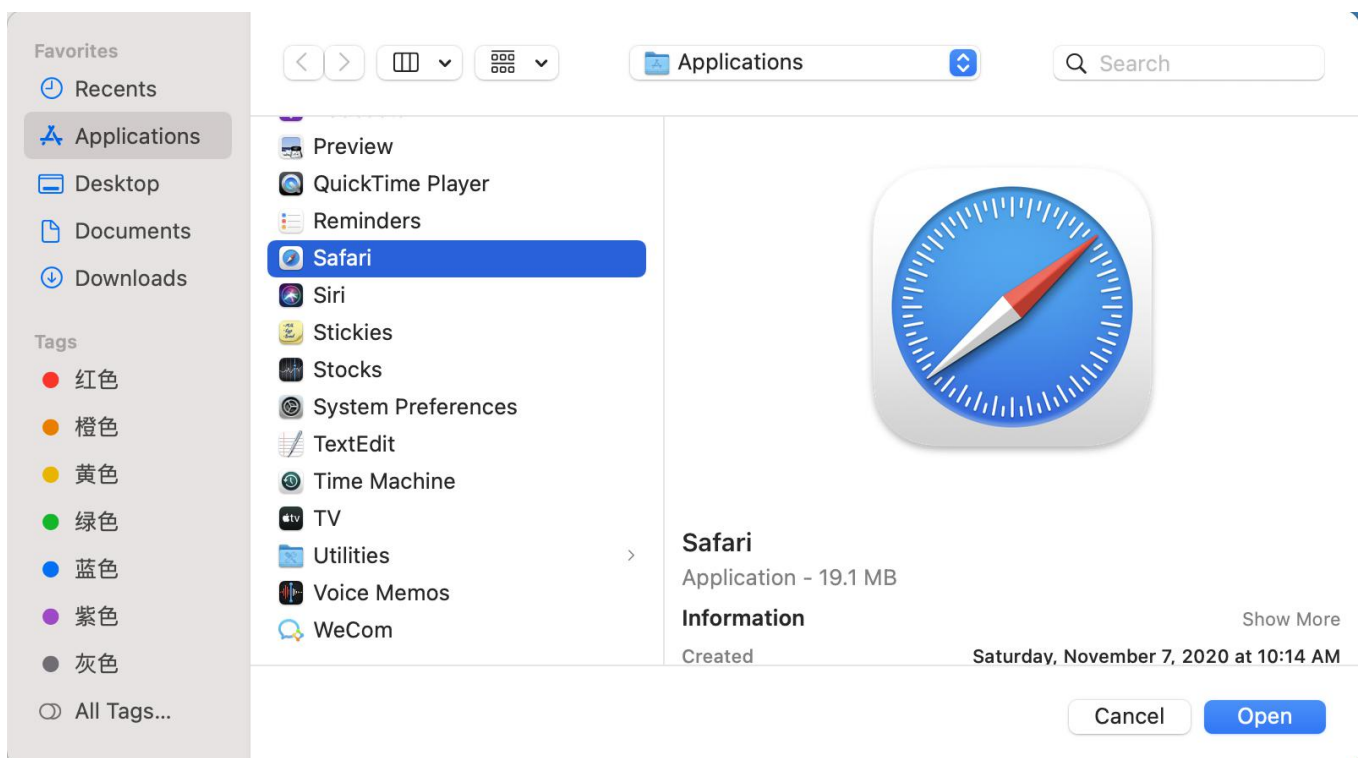 Favorites
Recents
Applications
Desktop
Documents
Downloads
Tags
红色
橙色
黄色
绿色
蓝色
紫色
灰色
All Tags...
Applications
Search
Preview
QuickTime Player
Reminders
Safari
Siri
Stickies
Stocks
System Preferences
TextEdit
Time Machine
TV
Utilities
Voice Memos
WeCom
Safari
Application - 19.1 MB
Information Show More
Created Saturday, November 7, 2020 at 10:14 AM
Cancel Open